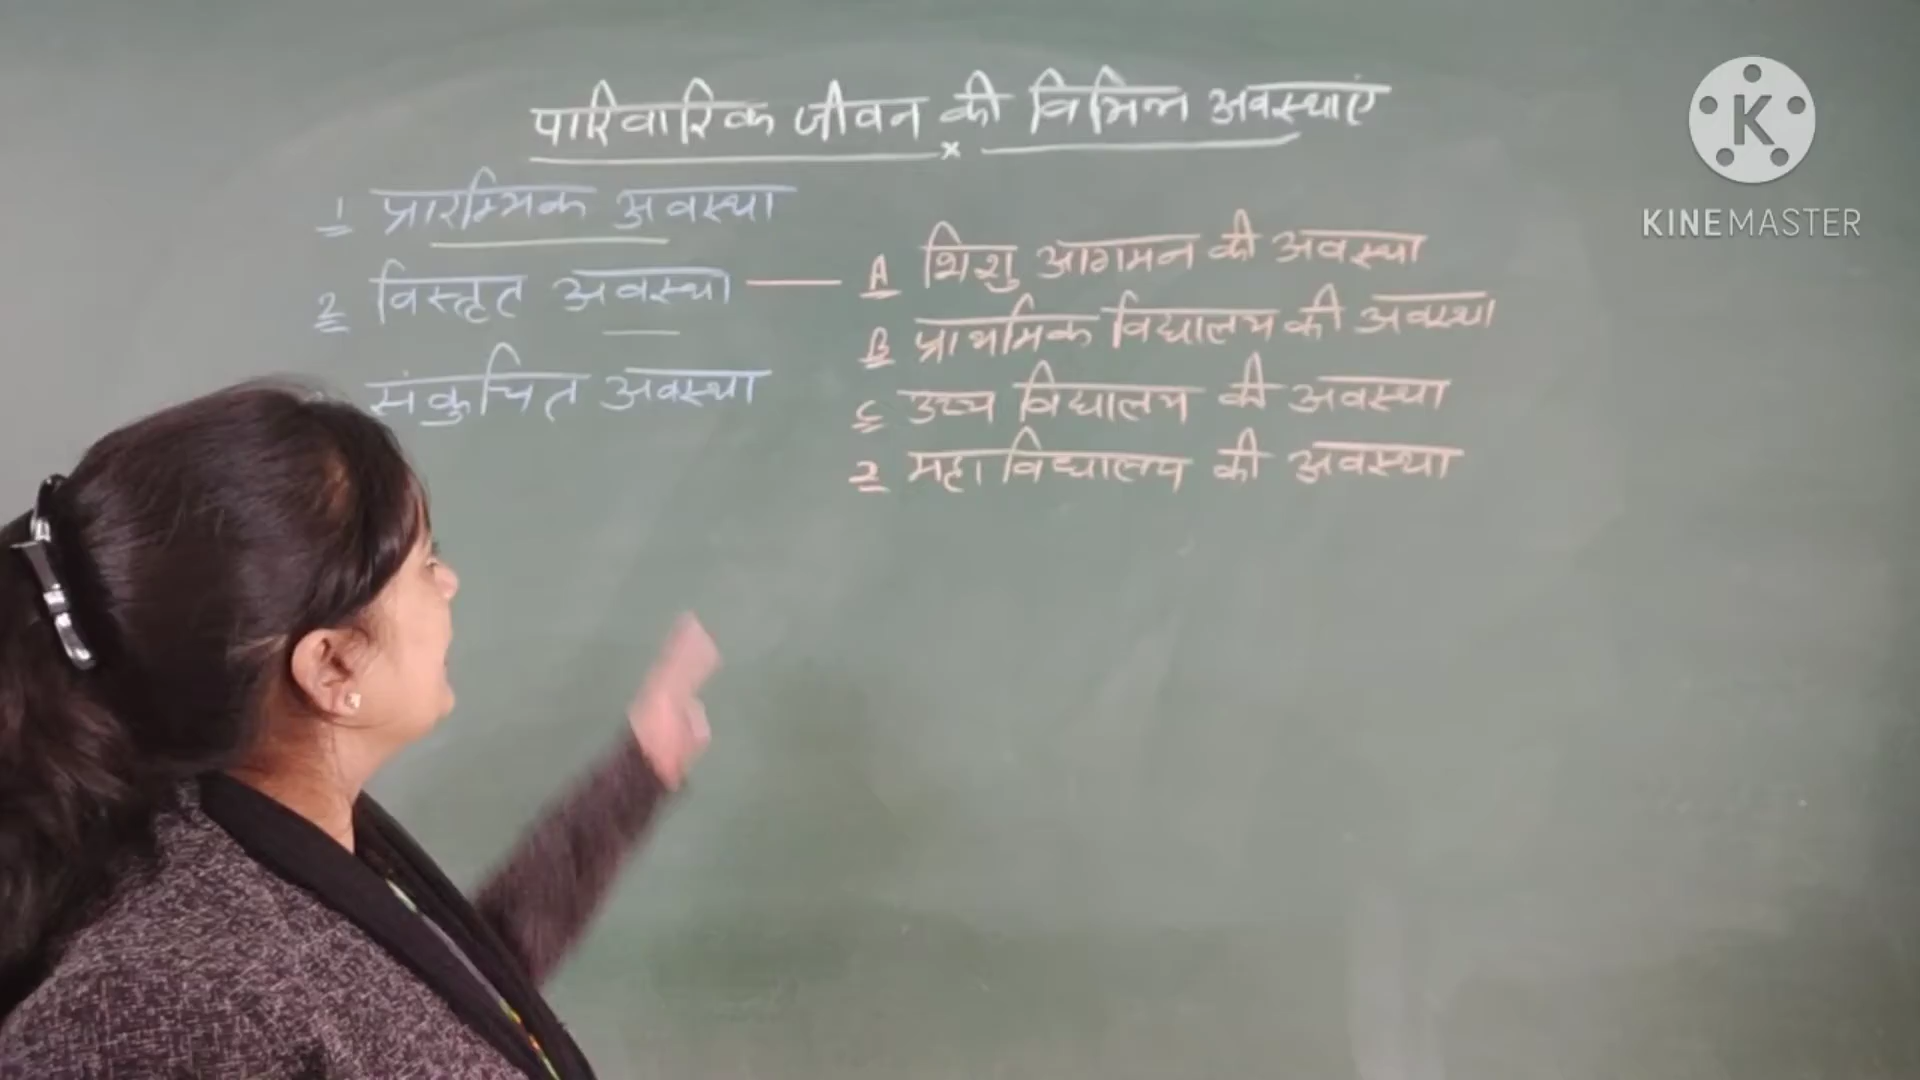 पारिवारिक जीवन की विभिन्न अवस्थाएं
1 प्रारम्भिक अवस्था
2 विस्तृत अवस्था
संकुचित अवस्था
A शिशु आगमन की अवस्था
B प्राथमिक विद्यालय की अवस्था
C उच्च विद्यालय की अवस्था
महा विद्यालय की अवस्था
KINEMASTER